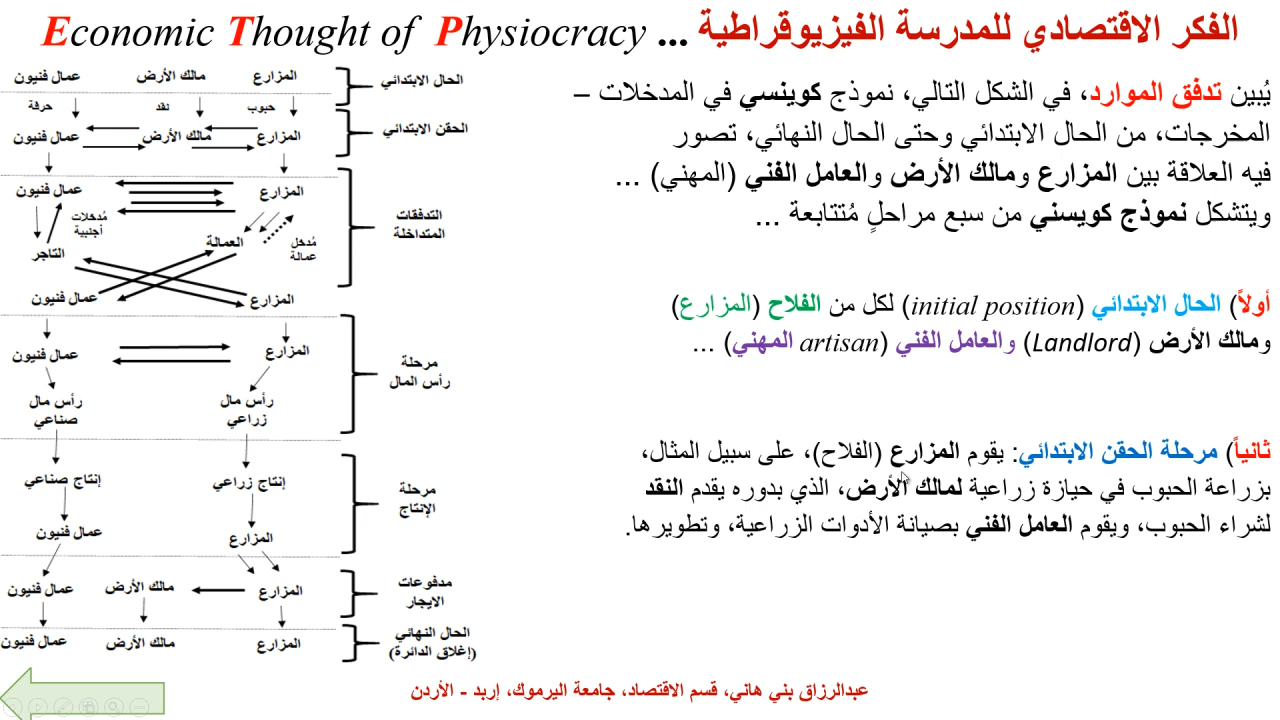 Economic Thought of Physiocracy ... الفكر الاقتصادي للمدرسة الفيزيوقراطية
يُبين تدفق الموارد، في الشكل التالي، نموذج كوينسي في المدخلات –
المخرجات، من الحال الابتدائي وحتى الحال النهائي، تصور
فيه العلاقة بين المزارع ومالك الأرض والعامل الفني (المهني) ...
ويتشكل نموذج كويسني من سبع مراحلٍ مُتتابعة ...
أولاً) الحال الابتدائي (initial position) لكل من الفلاح (المزارع)
ومالك الأرض (Landlord) والعامل الفني (artisan المهني) ...
ثانياً) مرحلة الحقن الابتدائي: يقوم المزارع (الفلاح)، على سبيل المثال،
بزراعة الحبوب في حيازة زراعية لمالك الأرض، الذي بدوره يقدم النقد
لشراء الحبوب، ويقوم العامل الفني بصيانة الأدوات الزراعية، وتطويرها.
الحال الابتدائي
المزارع مالك الأرض عمال فنيون
حبوب نقد حرفة
الحقن الابتدائي
المزارع مالك الأرض عمال فنيون
المزارع عمال فنيون
التدفقات
المتداخلة
مُدخلات
أجنبية
العمالة
مُدخل
عمالة
التاجر
المزارع عمال فنيون
مرحلة
رأس المال
المزارع عمال فنيون
رأس مال
زراعي
رأس مال
صناعي
مرحلة
الإنتاج
إنتاج زراعي إنتاج صناعي
المزارع عمال فنيون
مدفوعات
الايجار
المزارع مالك الأرض عمال فنيون
الحال النهائي
(إغلاق الدائرة)
المزارع مالك الأرض عمال فنيون
عبدالرزاق بني هاني، قسم الاقتصاد، جامعة اليرموك، إربد - الأردن